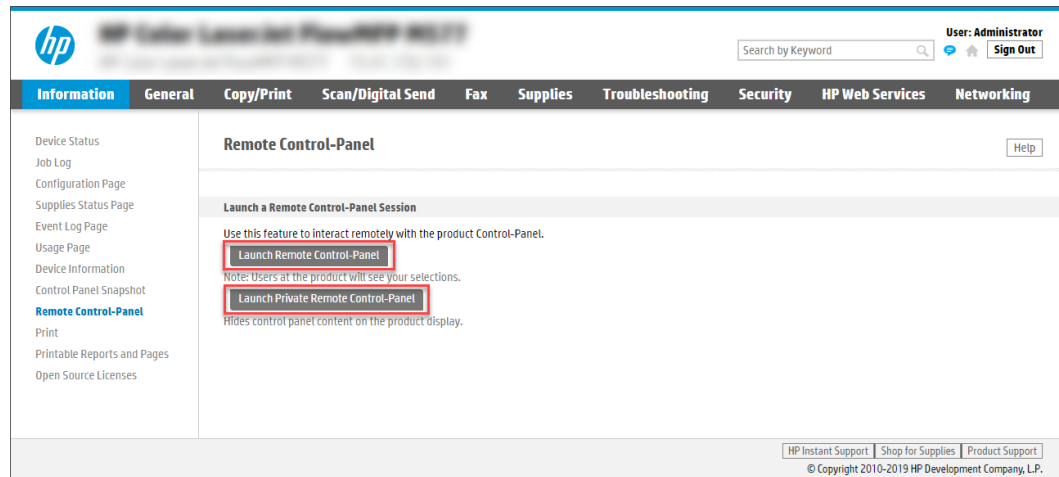 hp
User: Administrator
Search by Keyword
Sign Out
Information General Copy/Print Scan/Digital Send Fax Supplies Troubleshooting Security HP Web Services Networking
Device Status
Job Log
Configuration Page
Supplies Status Page
Event Log Page
Usage Page
Device Information
Control Panel Snapshot
Remote Control-Panel
Print
Printable Reports and Pages
Open Source Licenses
Remote Control-Panel
Help
Launch a Remote Control-Panel Session
Use this feature to interact remotely with the product Control-Panel.
Launch Remote Control-Panel
Note: Users at the product will see your selections.
Launch Private Remote Control-Panel
Hides control panel content on the product display.
HP Instant Support Shop for Supplies Product Support
© Copyright 2010-2019 HP Development Company, L.P.